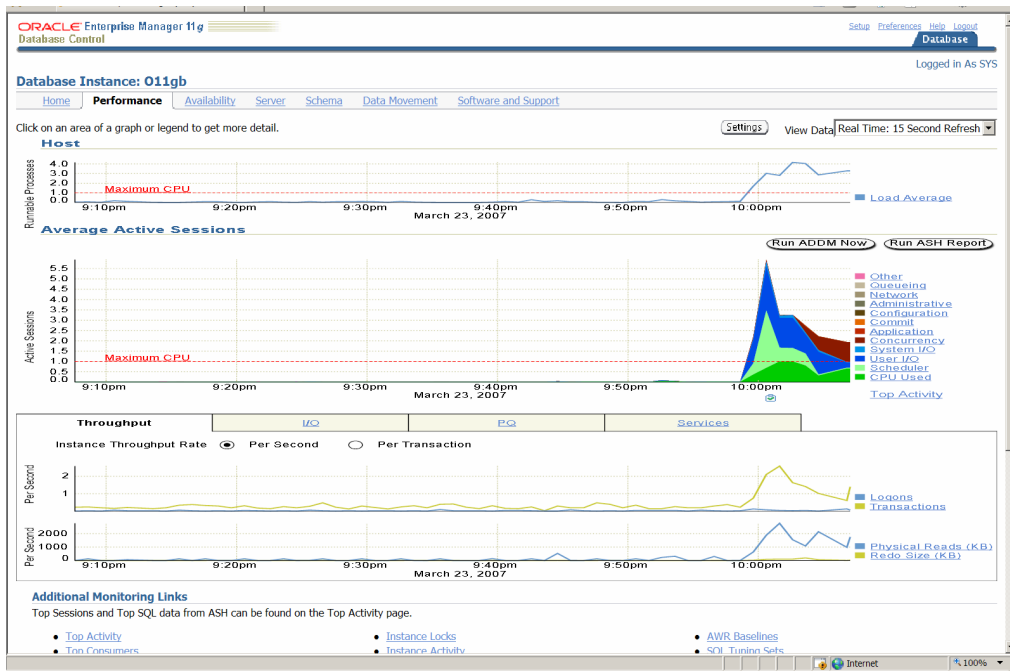 ORACLE Enterprise Manager 11g
Database Control
Setup Preferences Help Logout
Database
Logged in As SYS
Database Instance: O11gb
Home Performance Availability Server Schema Data Movement Software and Support
Click on an area of a graph or legend to get more detail.
Settings View Data Real Time: 15 Second Refresh
Host
Runnable Processes
4.0
3.0
2.0
1.0
0.0
Maximum CPU
9:10pm 9:20pm 9:30pm 9:40pm 9:50pm 10:00pm
March 23, 2007
Load Average
Average Active Sessions
Run ADDM Now Run ASH Report
Active Sessions
5.5
5.0
4.5
4.0
3.5
3.0
2.5
2.0
1.5
1.0
0.5
0.0
Maximum CPU
9:10pm 9:20pm 9:30pm 9:40pm 9:50pm 10:00pm
March 23, 2007
Other
Queueing
Network
Administrative
Configuration
Commit
Application
Concurrency
System I/O
User I/O
Scheduler
CPU Used
Top Activity
Throughput I/O PQ Services
Instance Throughput Rate Per Second Per Transaction
Per Second
2
1
Logons
Transactions
Per Second
2000
1000
0
9:10pm 9:20pm 9:30pm 9:40pm 9:50pm 10:00pm
March 23, 2007
Physical Reads (KB)
Redo Size (KB)
Additional Monitoring Links
Top Sessions and Top SQL data from ASH can be found on the Top Activity page.
Top Activity Instance Locks AWR Baselines
Top Consumers Instance Activity SQL Tuning Sets
Internet 100%